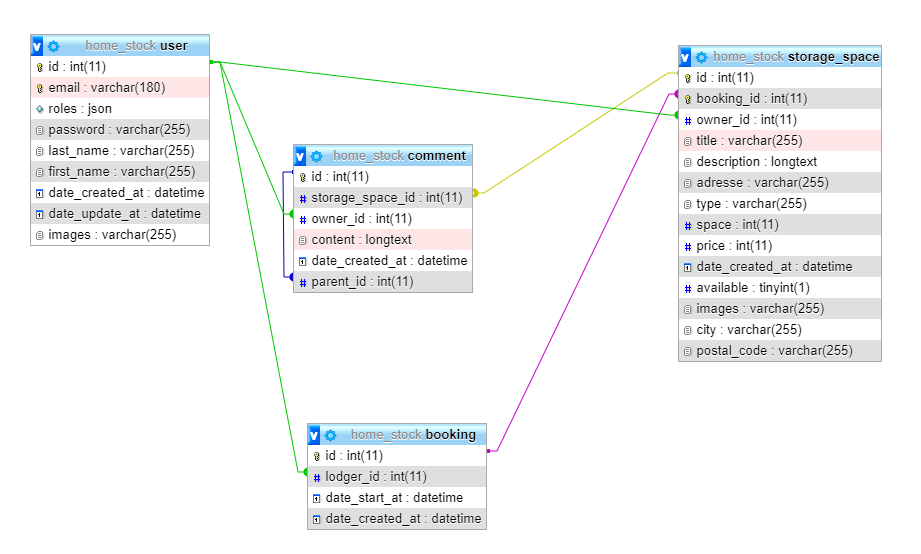 home_stock user
id : int(11)
email : varchar(180)
roles : json
password : varchar(255)
last_name : varchar(255)
first_name : varchar(255)
date_created_at : datetime
date_update_at : datetime
images : varchar(255)
home_stock comment
id : int(11)
storage_space_id : int(11)
owner_id : int(11)
content : longtext
date_created_at : datetime
parent_id : int(11)
home_stock storage_space
id : int(11)
booking_id : int(11)
owner_id : int(11)
title : varchar(255)
description : longtext
adresse : varchar(255)
type : varchar(255)
space : int(11)
price : int(11)
date_created_at : datetime
available : tinyint(1)
images : varchar(255)
city : varchar(255)
postal_code : varchar(255)
home_stock booking
id : int(11)
lodger_id : int(11)
date_start_at : datetime
date_created_at : datetime